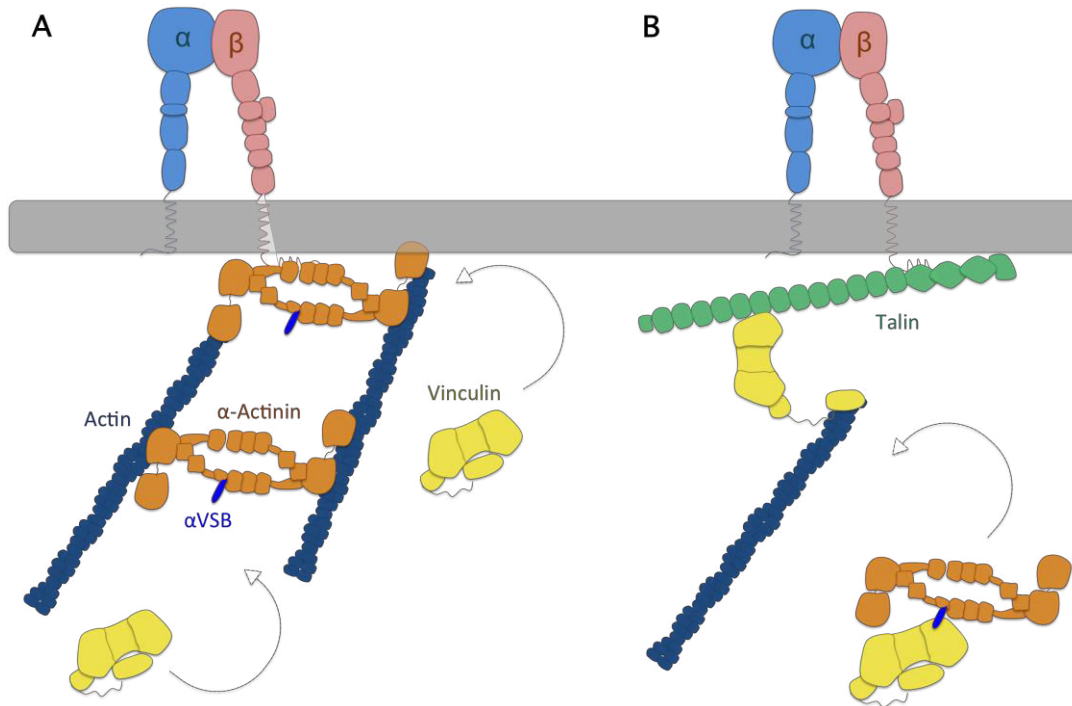 A
B
α
β
α
β
Talin
Vinculin
Actin
α-Actinin
αVSB